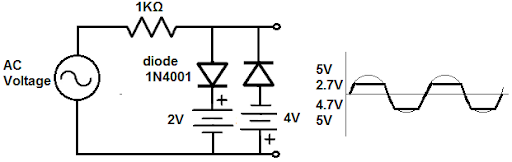 1KΩ
AC
Voltage
diode
1N4001
+
+
2V
4V
5V
2.7V
4.7V
5V